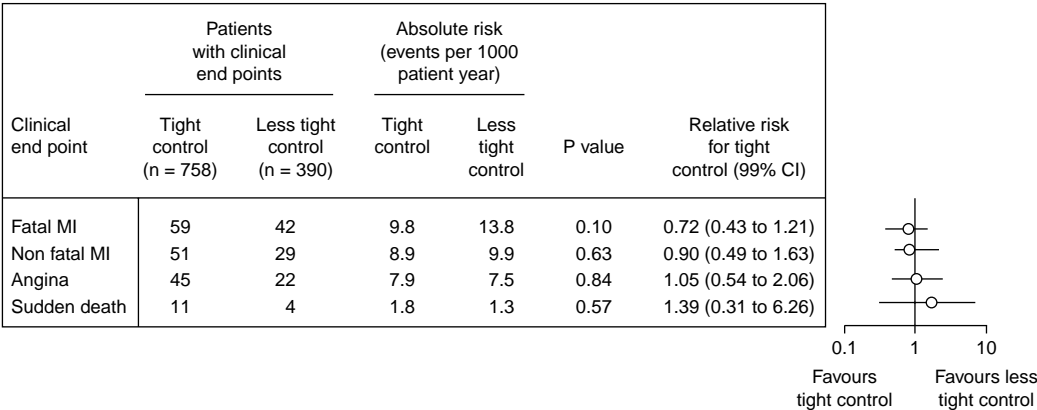 Patients with clinical end points
Absolute risk (events per 1000 patient year)
Clinical end point
Tight control (n = 758)
Less tight control (n = 390)
Tight control
Less tight control
P value
Relative risk for tight control (99% CI)
Fatal MI 59 42 9.8 13.8 0.10 0.72 (0.43 to 1.21)
Non fatal MI 51 29 8.9 9.9 0.63 0.90 (0.49 to 1.63)
Angina 45 22 7.9 7.5 0.84 1.05 (0.54 to 2.06)
Sudden death 11 4 1.8 1.3 0.57 1.39 (0.31 to 6.26)
0.1 1 10
Favours tight control
Favours less tight control